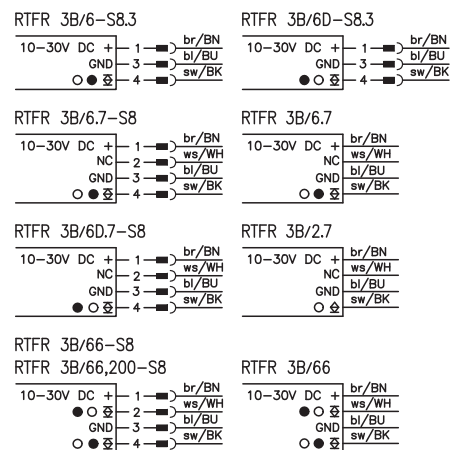 RTFR 3B/6-S8.3
10-30V DC + 1 br/BN
GND 3 bl/BU
4 sw/BK
RTFR 3B/6D-S8.3
10-30V DC + 1 br/BN
GND 3 bl/BU
4 sw/BK
RTFR 3B/6.7-S8
10-30V DC + 1 br/BN
NC 2 ws/WH
GND 3 bl/BU
4 sw/BK
RTFR 3B/6.7
10-30V DC + br/BN
NC ws/WH
GND bl/BU
sw/BK
RTFR 3B/6D.7-S8
10-30V DC + 1 br/BN
NC 2 ws/WH
GND 3 bl/BU
4 sw/BK
RTFR 3B/2.7
10-30V DC + br/BN
NC ws/WH
GND bl/BU
sw/BK
RTFR 3B/66-S8
RTFR 3B/66,200-S8
10-30V DC + 1 br/BN
2 ws/WH
GND 3 bl/BU
4 sw/BK
RTFR 3B/66
10-30V DC + br/BN
ws/WH
GND bl/BU
sw/BK